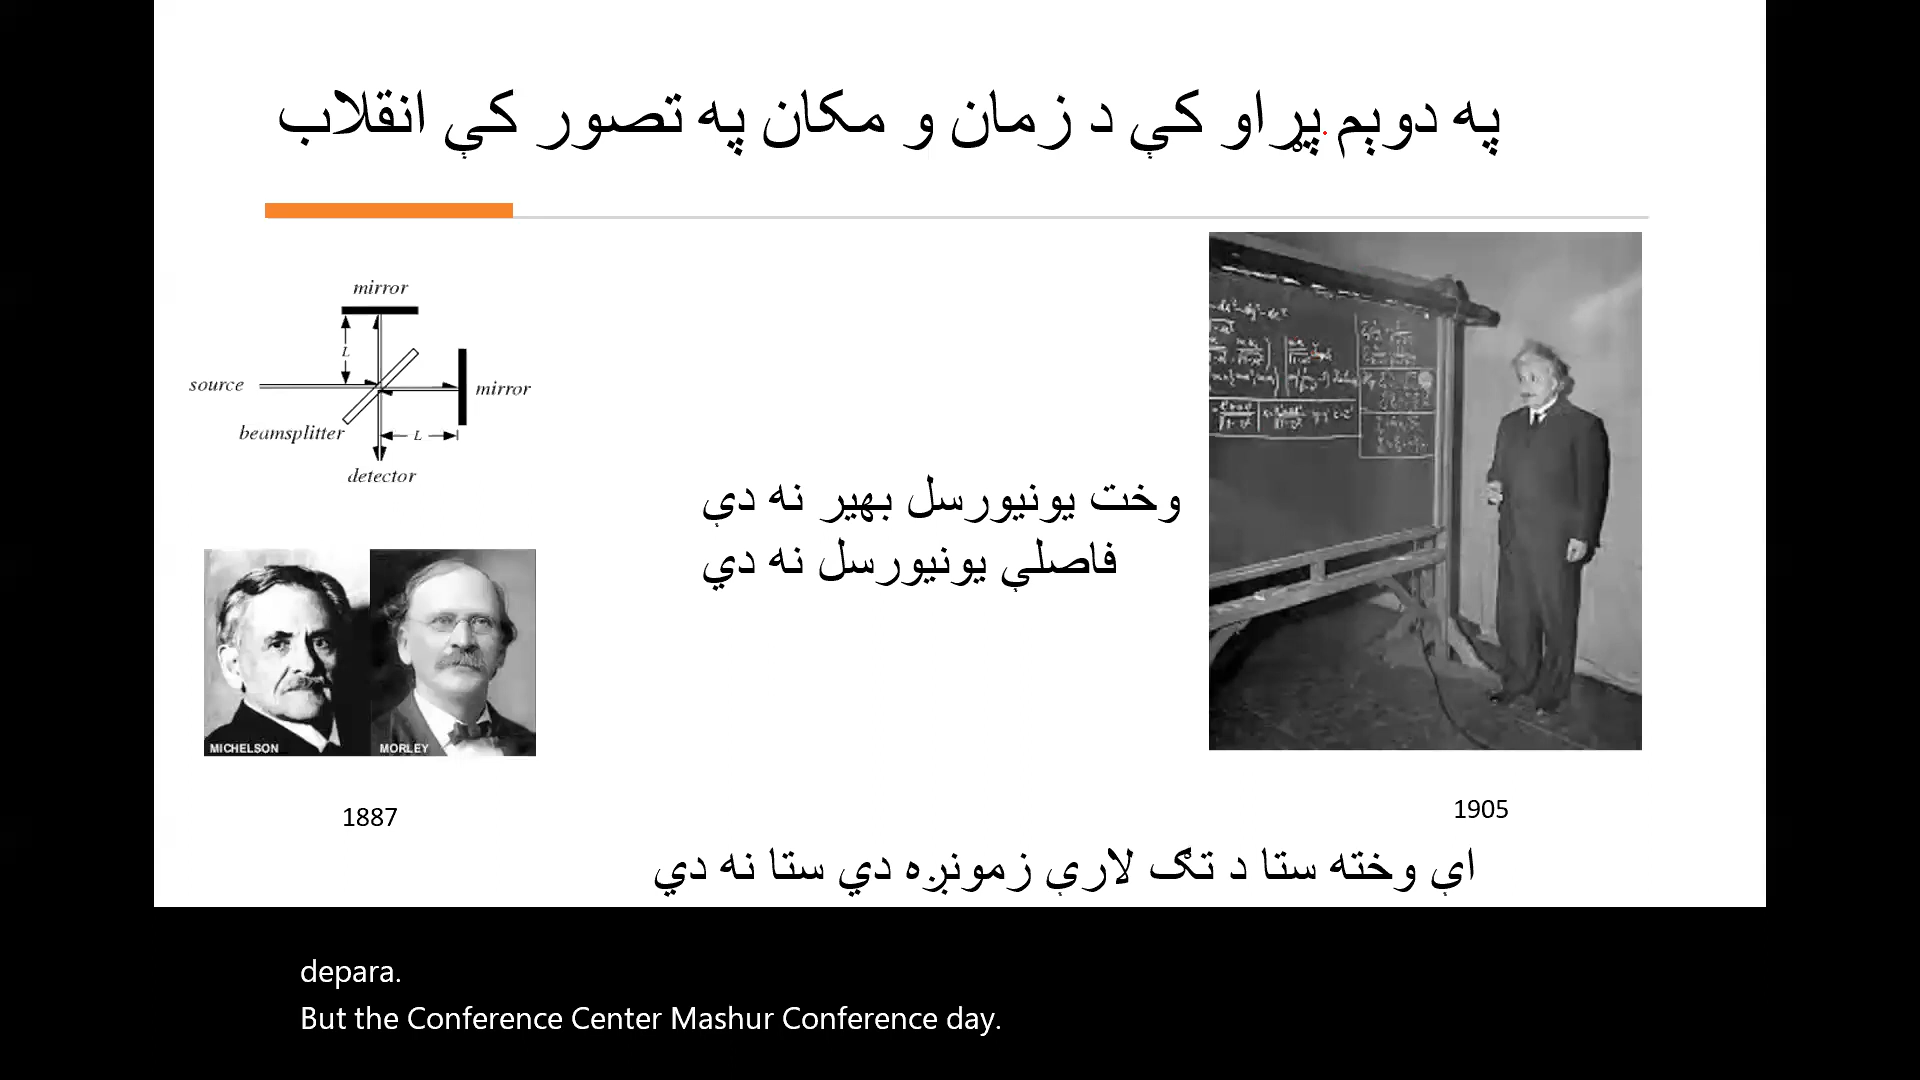 په دوېم پړاو کې د زمان و مکان په تصور کې انقلاب
mirror
L
source
mirror
beamsplitter
L
detector
وخت یونیورسل بهیر نه دې
فاصلې یونیورسل نه دي
MICHELSON
MORLEY
1887
1905
اې وخته ستا د تګ لارې زمونږه دي ستا نه دي
depara.
But the Conference Center Mashur Conference day.